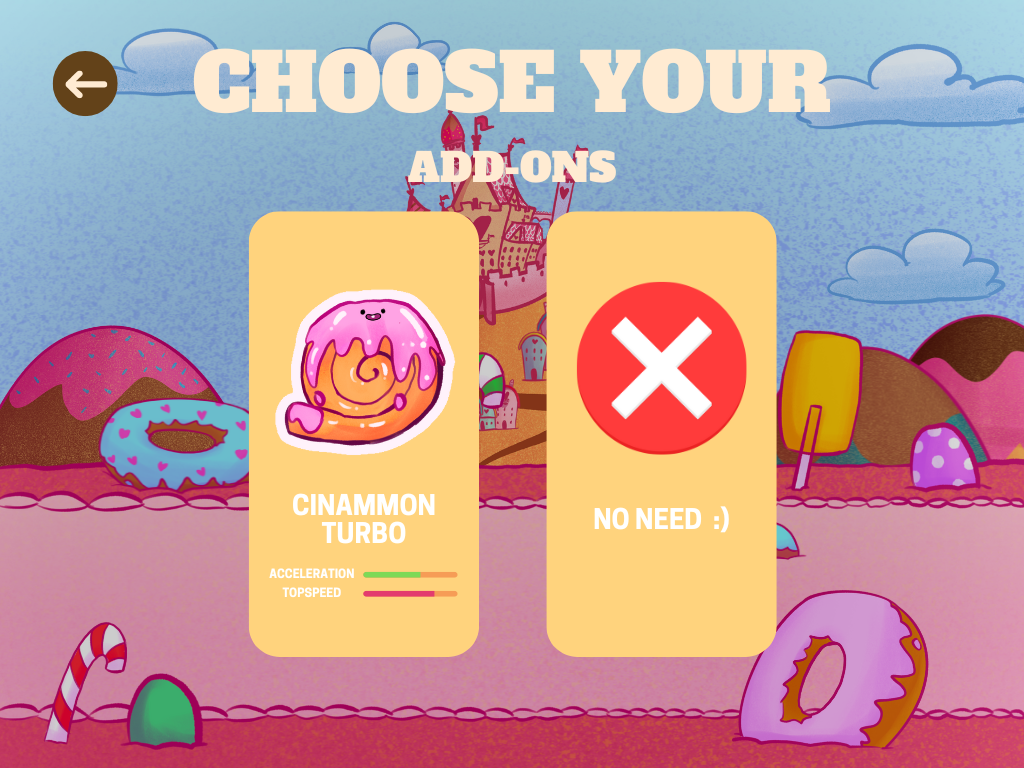 CHOOSE YOUR
ADD-ONS
CINAMMON
TURBO
ACCELERATION
TOPSPEED
NO NEED :)